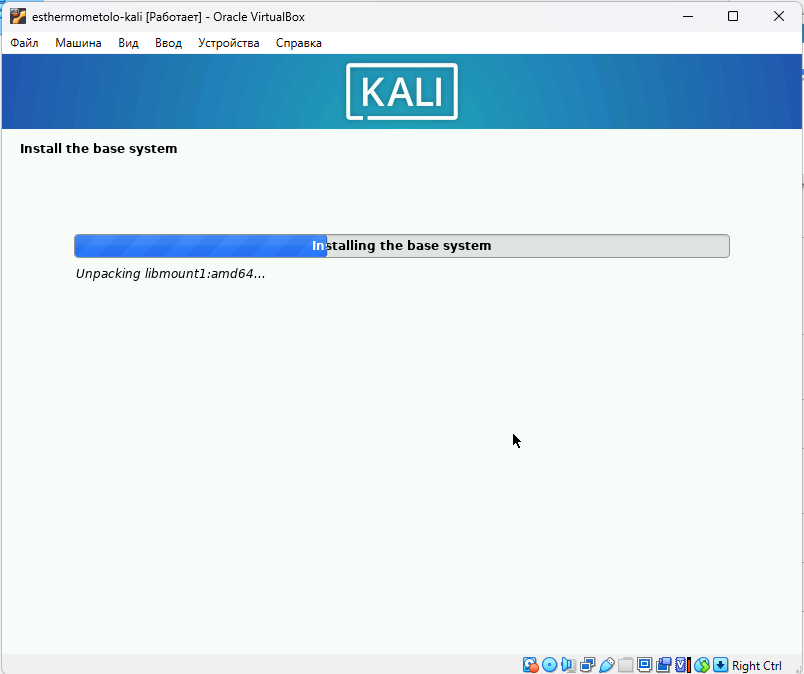 esthermometolo-kali [Работает] - Oracle VirtualBox
Файл Машина Вид Ввод Устройства Справка
KALI
Install the base system
Installing the base system
Unpacking libmount1:amd64...
Right Ctrl